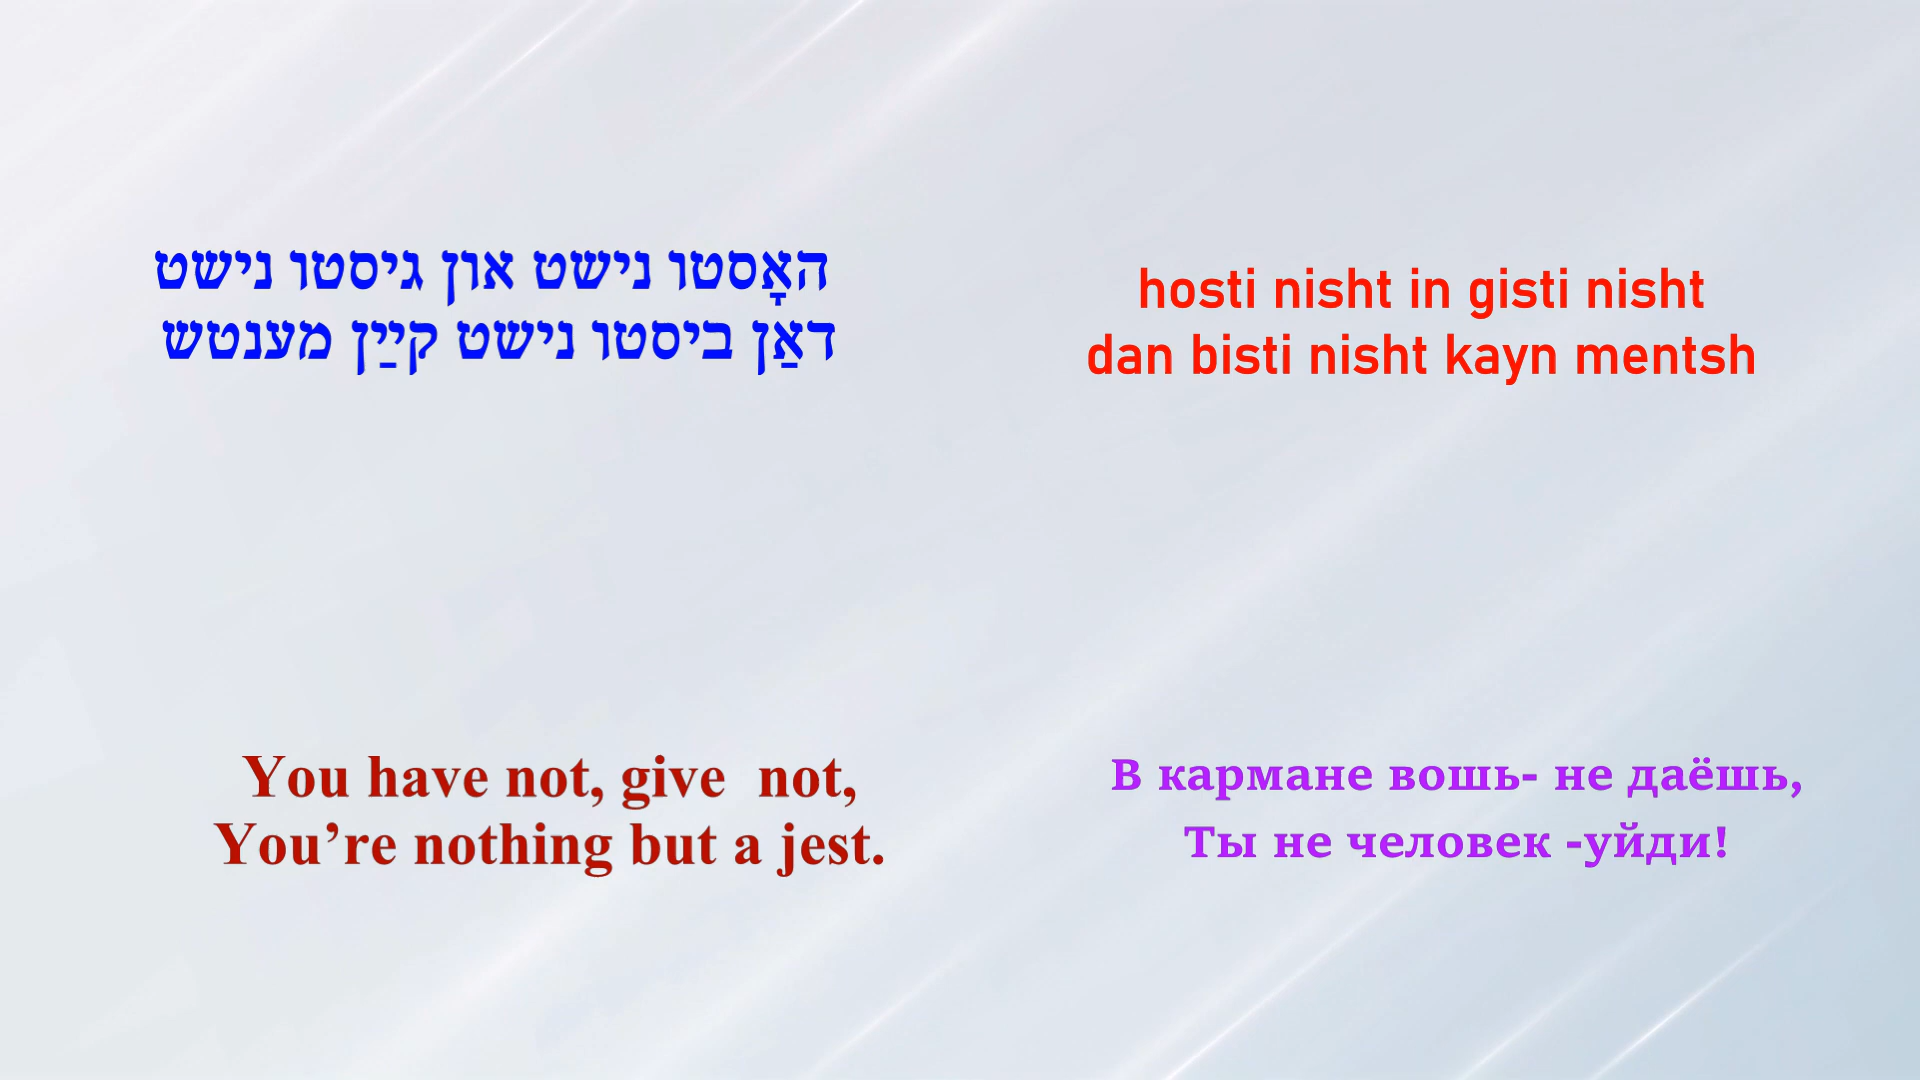 האָסטו נישט און גיסטו נישט
דאַן ביסטו נישט קײַן מענטש
hosti nisht in gisti nisht
dan bisti nisht kayn mentsh
You have not, give  not,
You’re nothing but a jest.
В кармане вошь- не даёшь,
Ты не человек -уйди!